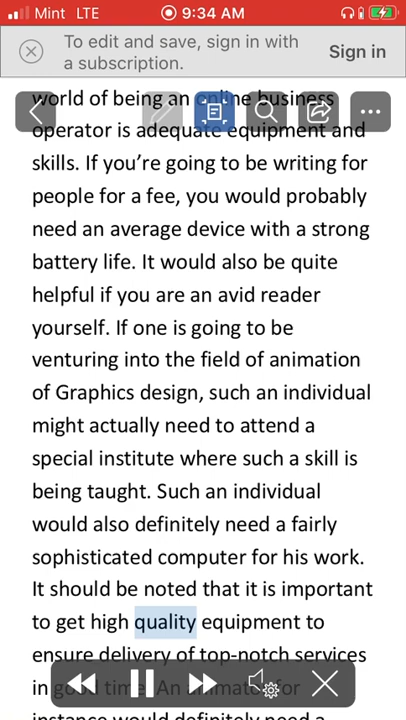 Mint LTE 9:34 AM
To edit and save, sign in with
a subscription.
Sign in
world of being an online business
operator is adequate equipment and
skills. If you’re going to be writing for
people for a fee, you would probably
need an average device with a strong
battery life. It would also be quite
helpful if you are an avid reader
yourself. If one is going to be
venturing into the field of animation
of Graphics design, such an individual
might actually need to attend a
special institute where such a skill is
being taught. Such an individual
would also definitely need a fairly
sophisticated computer for his work.
It should be noted that it is important
to get high quality equipment to
ensure delivery of top-notch services
in good time. An animator for
instance would definitely need a